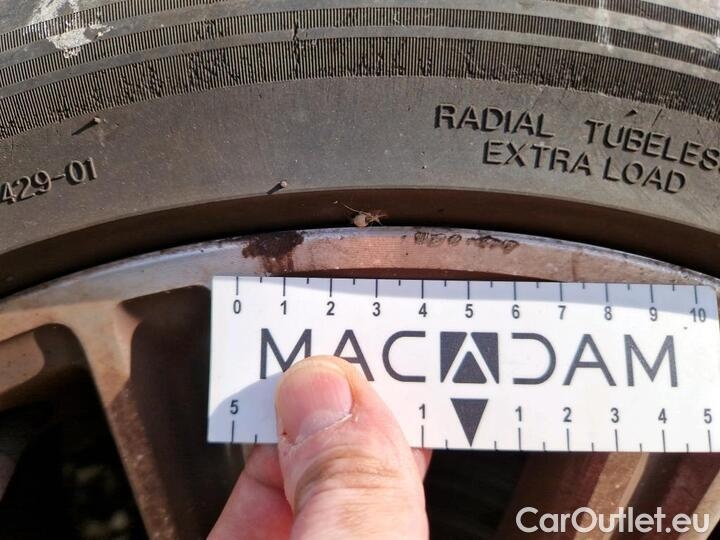 RADIAL TUBELES
EXTRA LOAD
429-01
0 1 2 3 4 5 6 7 8 9 10
MACADAM
5 1 1 2 3 4 5
CarOutlet.eu